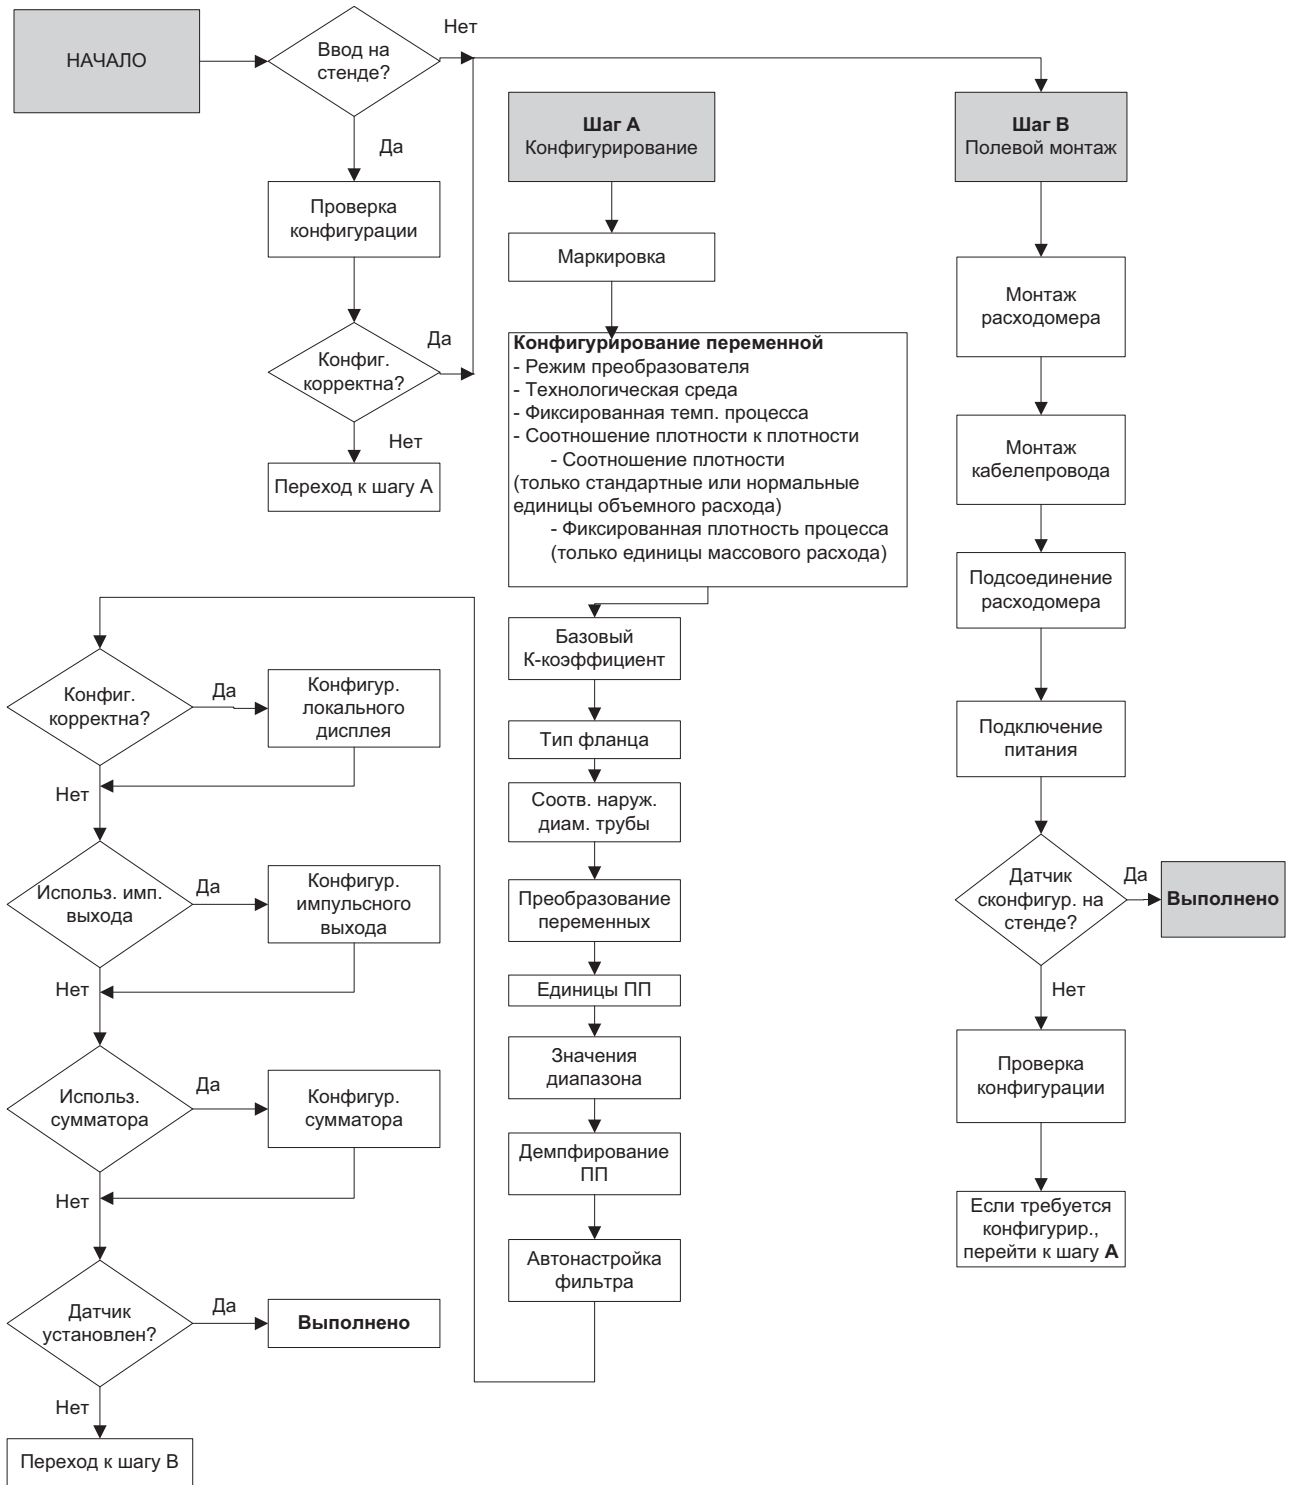 НАЧАЛО
Ввод на
стенде?
Нет
Да
Проверка
конфигурации
Конфиг.
корректна?
Да
Нет
Переход к шагу А
Шаг А
Конфигурирование
Маркировка
Конфигурирование переменной
- Режим преобразователя
- Технологическая среда
- Фиксированная темп. процесса
- Соотношение плотности к плотности
- Соотношение плотности
(только стандартные или нормальные
единицы объемного расхода)
- Фиксированная плотность процесса
(только единицы массового расхода)
Базовый
К-коэффициент
Тип фланца
Соотв. наруж.
диам. трубы
Преобразование
переменных
Единицы ПП
Значения
диапазона
Демпфирование
ПП
Автонастройка
фильтра
Конфиг.
корректна?
Да
Конфигур.
локального
дисплея
Нет
Использ. имп.
выхода
Да
Конфигур.
импульсного
выхода
Нет
Использ.
сумматора
Да
Конфигур.
сумматора
Нет
Датчик
установлен?
Да
Выполнено
Нет
Переход к шагу В
Шаг В
Полевой монтаж
Монтаж
расходомера
Монтаж
кабелепровода
Подсоединение
расходомера
Подключение
питания
Датчик
сконфигур. на
стенде?
Да
Выполнено
Нет
Проверка
конфигурации
Если требуется
конфигурир.,
перейти к шагу А